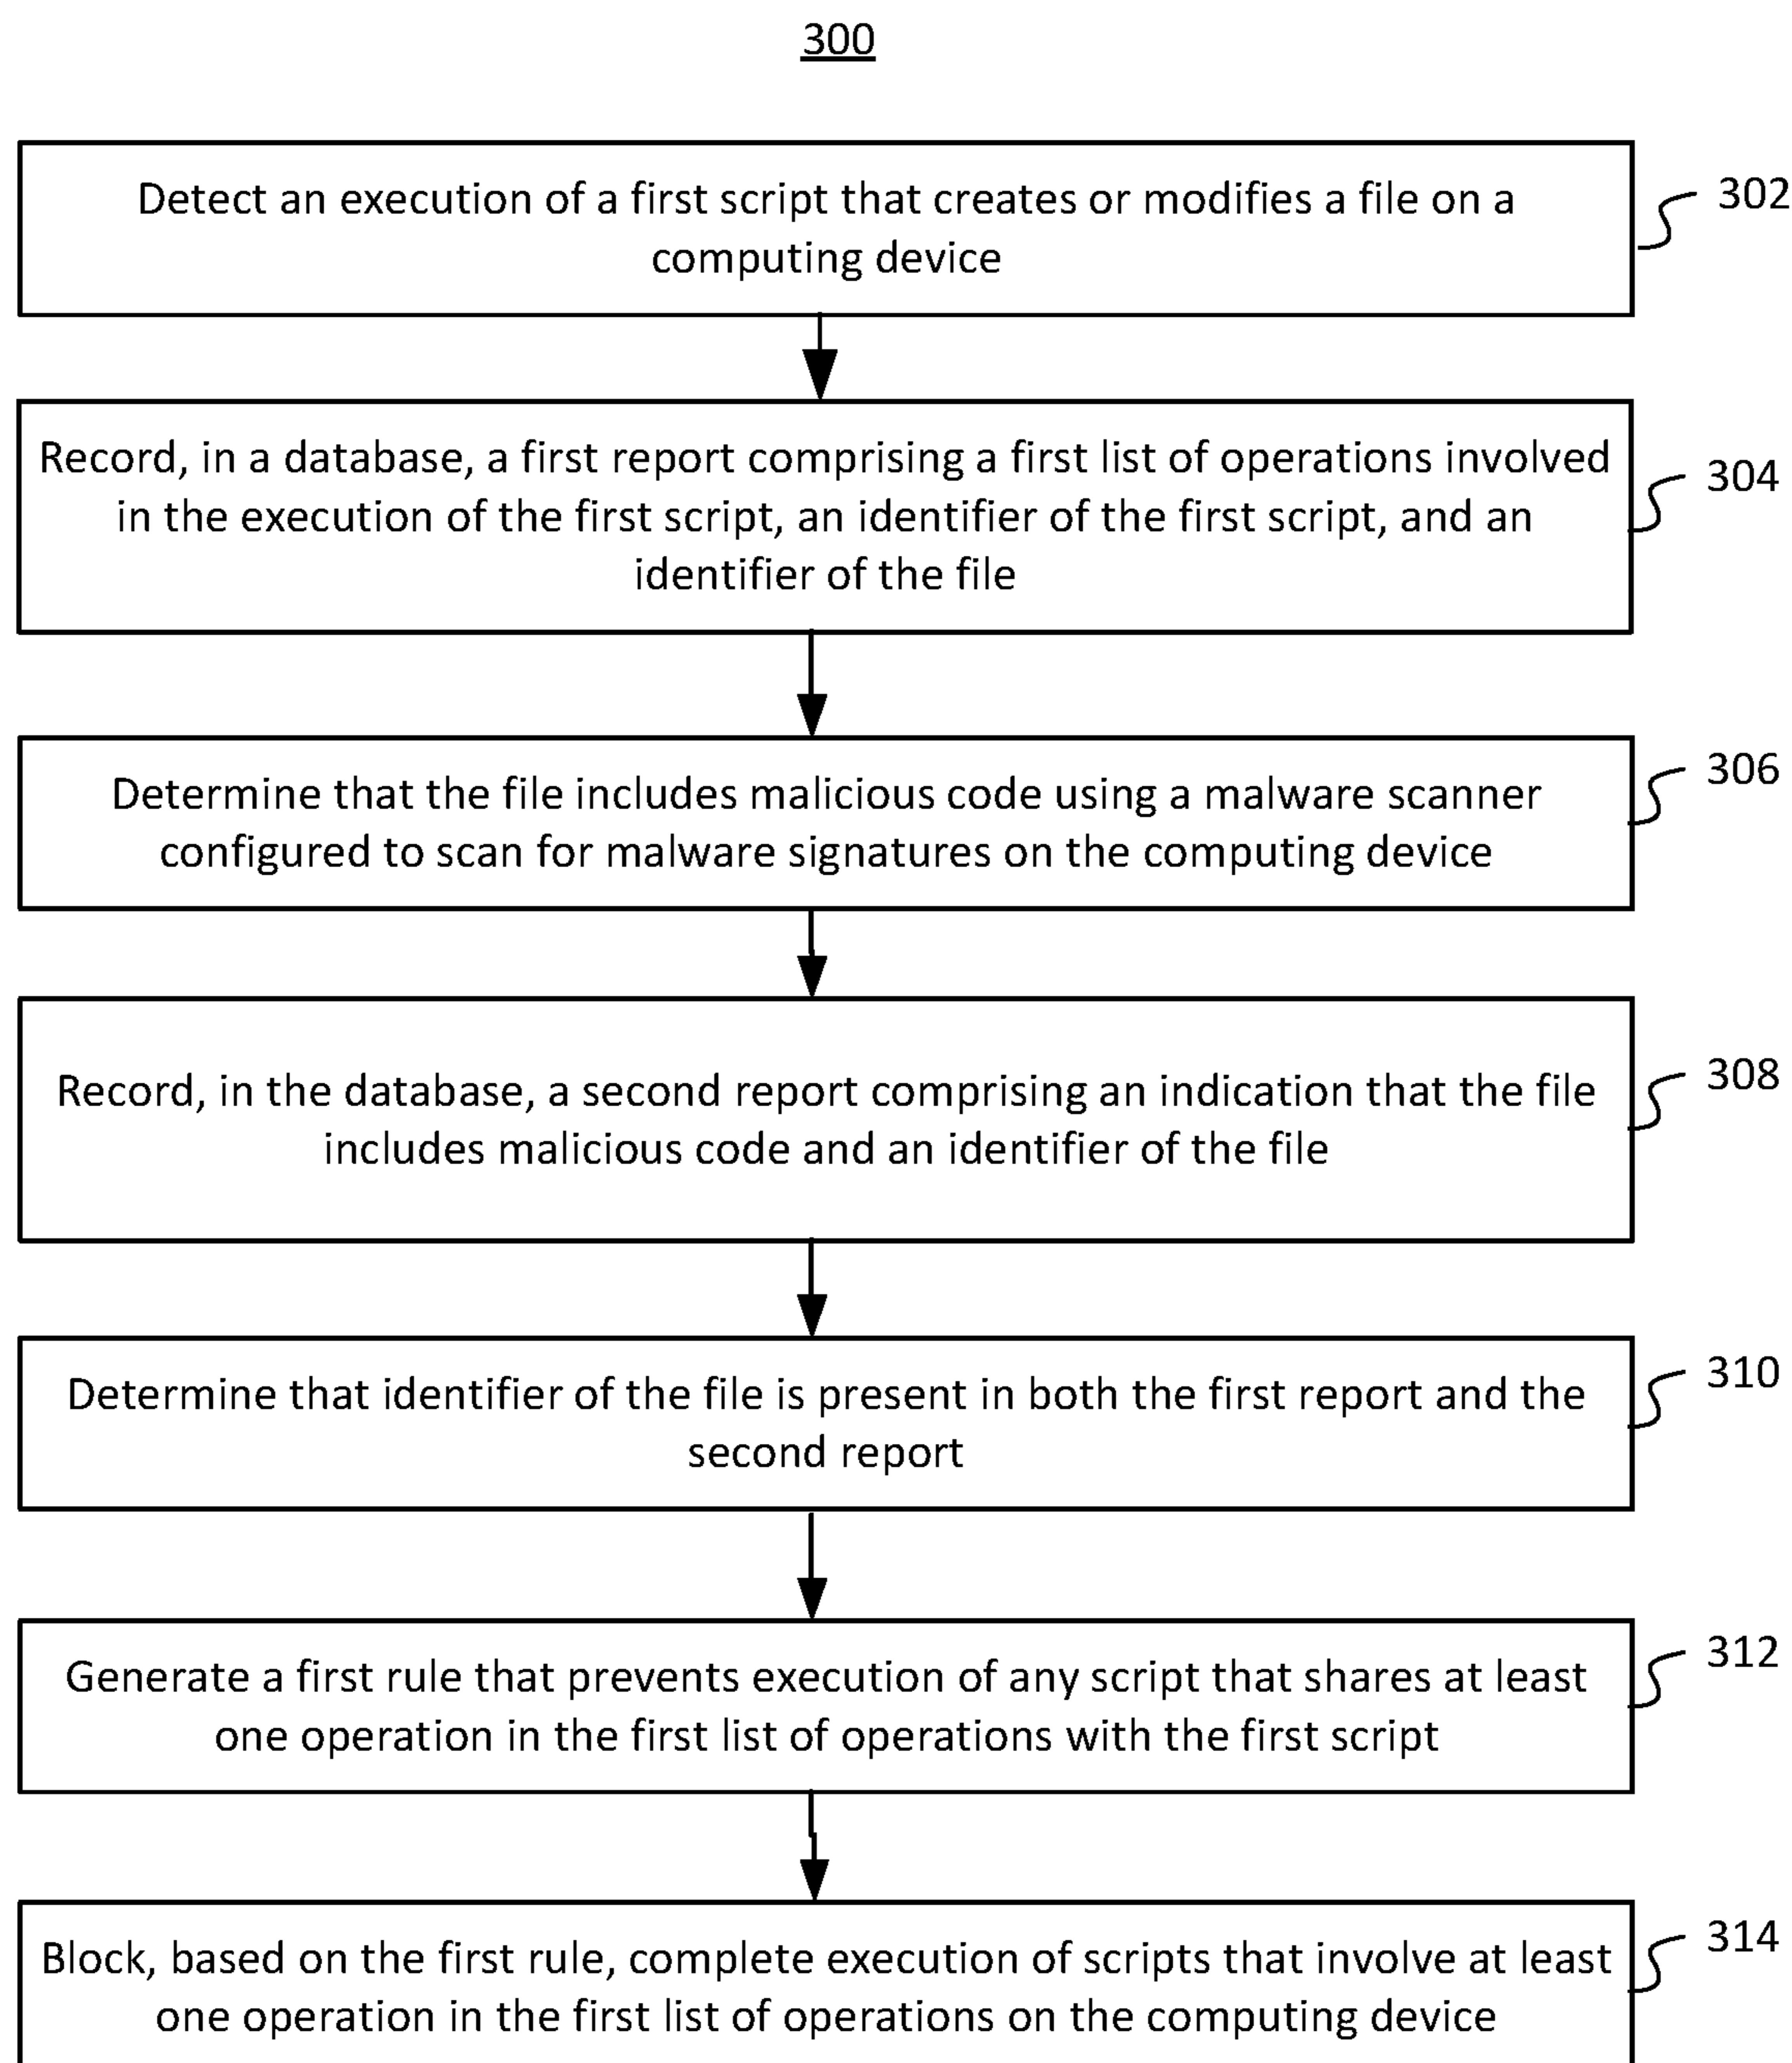 300
Detect an execution of a first script that creates or modifies a file on a
computing device
302
Record, in a database, a first report comprising a first list of operations involved
in the execution of the first script, an identifier of the first script, and an
identifier of the file
304
Determine that the file includes malicious code using a malware scanner
configured to scan for malware signatures on the computing device
306
Record, in the database, a second report comprising an indication that the file
includes malicious code and an identifier of the file
308
Determine that identifier of the file is present in both the first report and the
second report
310
Generate a first rule that prevents execution of any script that shares at least
one operation in the first list of operations with the first script
312
Block, based on the first rule, complete execution of scripts that involve at least
one operation in the first list of operations on the computing device
314